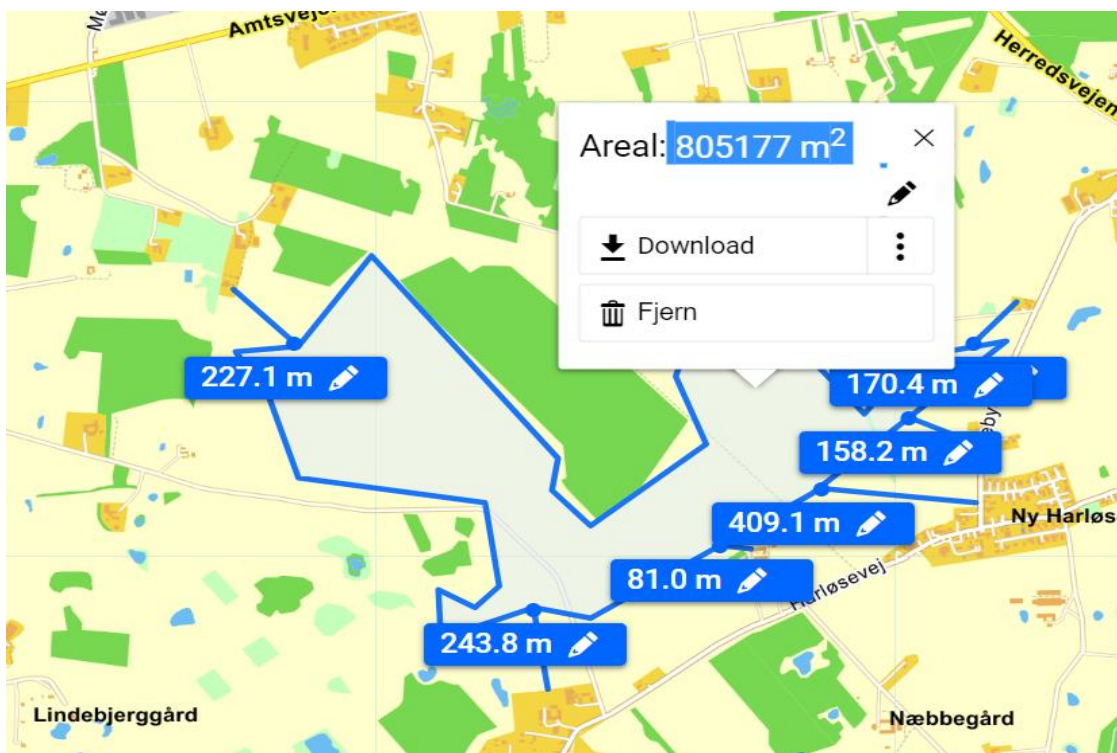 Amtsvejen
Herredsvejen
Areal: 805177 m²
Download
Fjern
227.1 m
170.4 m
158.2 m
Ny Harløs
409.1 m
81.0 m
Harløsevej
243.8 m
Lindebjerggård
Næbbegård